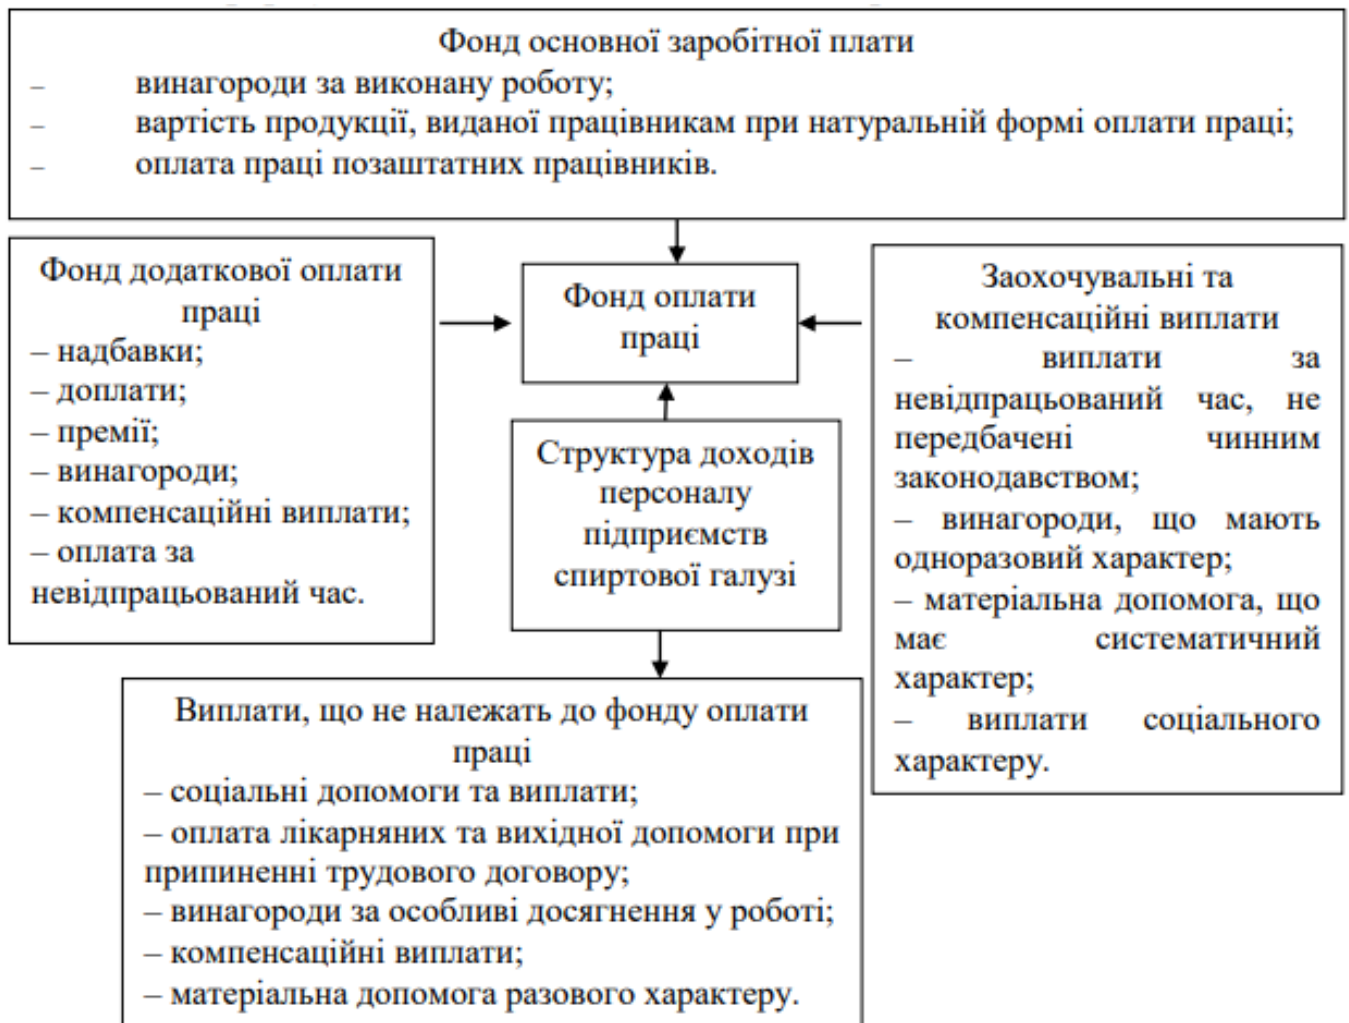 Фонд основної заробітної плати
– винагороди за виконану роботу;
– вартість продукції, виданої працівникам при натуральній формі оплати праці;
– оплата праці позаштатних працівників.
Фонд додаткової оплати
праці
– надбавки;
– доплати;
– премії;
– винагороди;
– компенсаційні виплати;
– оплата за
невідпрацьований час.
Фонд оплати
праці
Заохочувальні та
компенсаційні виплати
– виплати за
невідпрацьований час, не
передбачені чинним
законодавством;
– винагороди, що мають
одноразовий характер;
– матеріальна допомога, що
має систематичний
характер;
– виплати соціального
характеру.
Структура доходів
персоналу
підприємств
спиртової галузі
Виплати, що не належать до фонду оплати
праці
– соціальні допомоги та виплати;
– оплата лікарняних та вихідної допомоги при
припиненні трудового договору;
– винагороди за особливі досягнення у роботі;
– компенсаційні виплати;
– матеріальна допомога разового характеру.